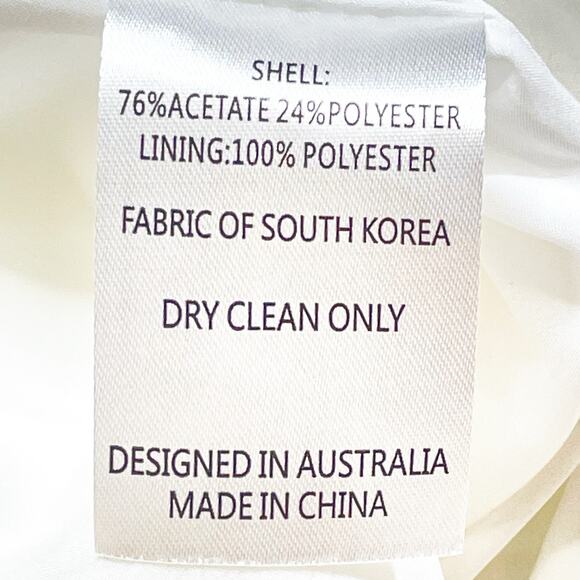 SHELL:
76%ACETATE 24%POLYESTER
LINING:100% POLYESTER
FABRIC OF SOUTH KOREA
DRY CLEAN ONLY
DESIGNED IN AUSTRALIA
MADE IN CHINA